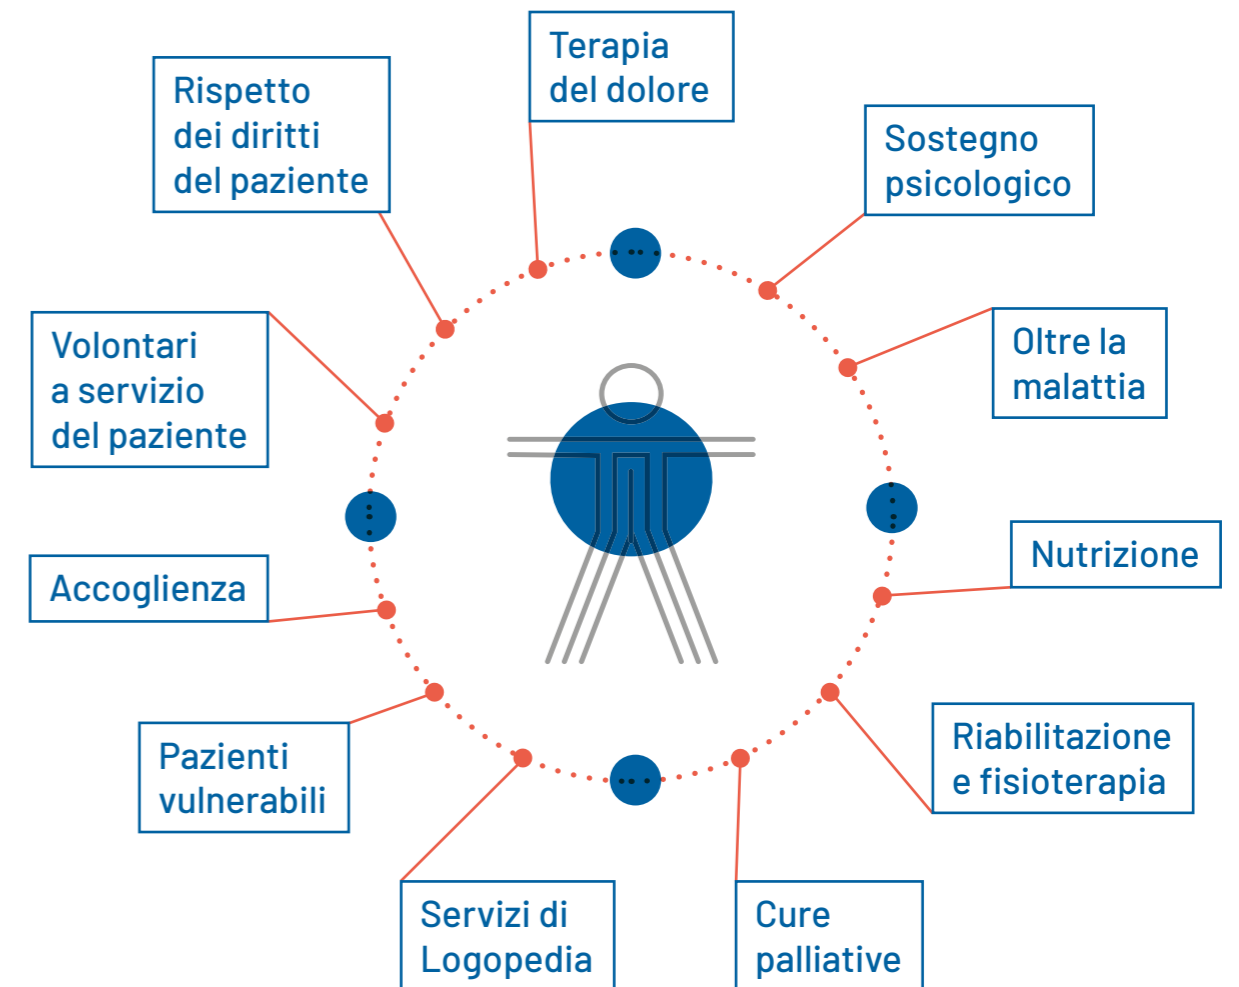 Terapia
del dolore
Rispetto
dei diritti
del paziente
Sostegno
psicologico
Volontari
a servizio
del paziente
Oltre la
malattia
Accoglienza
Nutrizione
Pazienti
vulnerabili
Riabilitazione
e fisioterapia
Servizi di
Logopedia
Cure
palliative